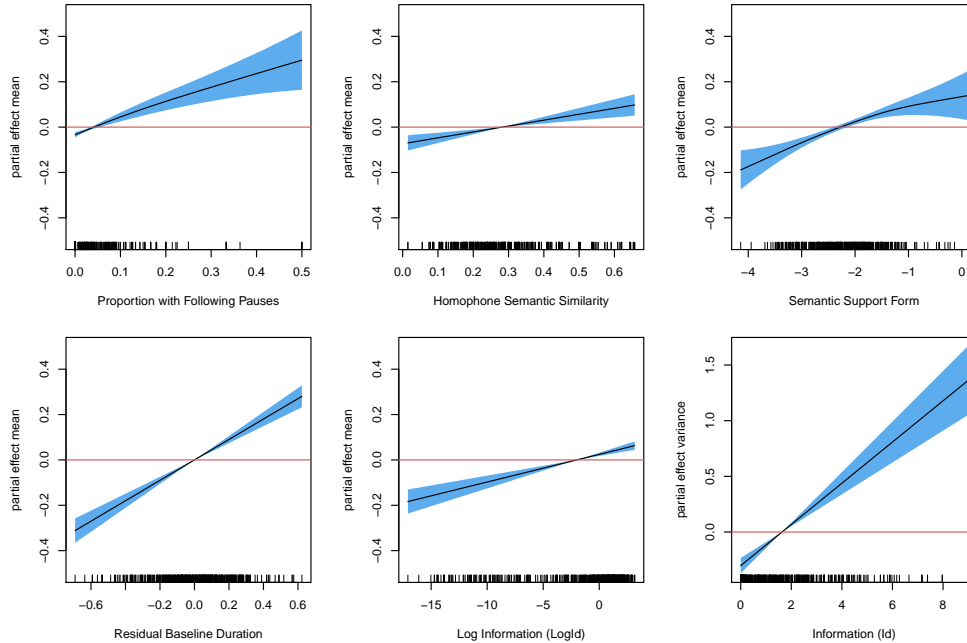 partial effect mean
0.4
0.2
0.0
−0.2
−0.4
0.0 0.1 0.2 0.3 0.4 0.5
Proportion with Following Pauses
partial effect mean
0.4
0.2
0.0
−0.2
−0.4
0.0 0.1 0.2 0.3 0.4 0.5 0.6
Homophone Semantic Similarity
partial effect mean
0.4
0.2
0.0
−0.2
−0.4
−4 −3 −2 −1 0
Semantic Support Form
partial effect mean
0.4
0.2
0.0
−0.2
−0.4
−0.6 −0.2 0.0 0.2 0.4 0.6
Residual Baseline Duration
partial effect mean
0.4
0.2
0.0
−0.2
−0.4
−15 −10 −5 0
Log Information (LogId)
partial effect variance
1.5
1.0
0.5
0.0
0 2 4 6 8
Information (Id)